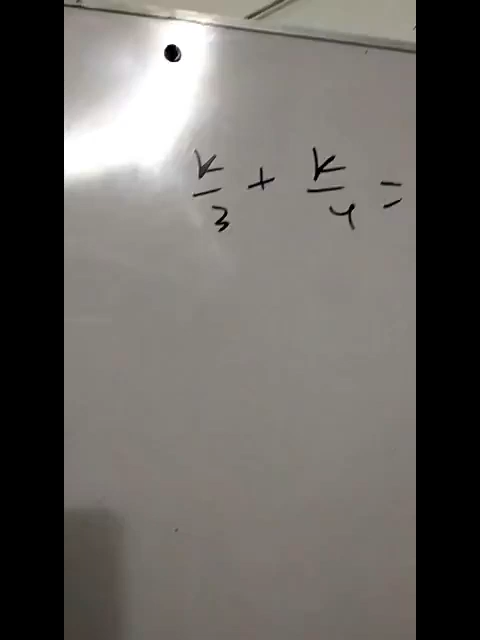 k/3 + k/4 =